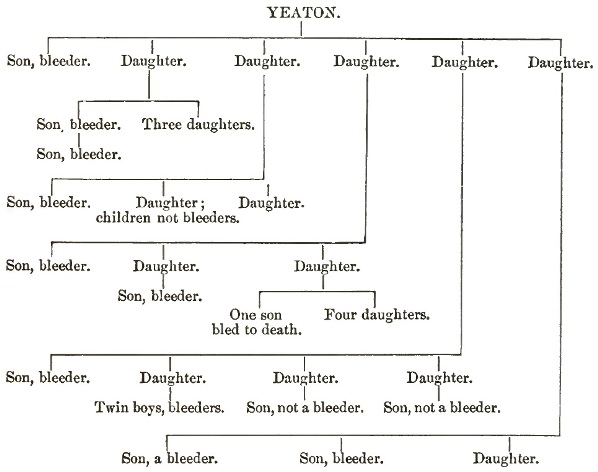 YEATON.
Son, bleeder. Daughter. Daughter. Daughter. Daughter. Daughter.
Son, bleeder. Three daughters.
Son, bleeder.
Son, bleeder. Daughter; Daughter.
children not bleeders.
Son, bleeder. Daughter. Daughter.
Son, bleeder.
One son Four daughters.
bled to death.
Son, bleeder. Daughter. Daughter. Daughter.
Twin boys, bleeders. Son, not a bleeder. Son, not a bleeder.
Son, a bleeder. Son, bleeder. Daughter.